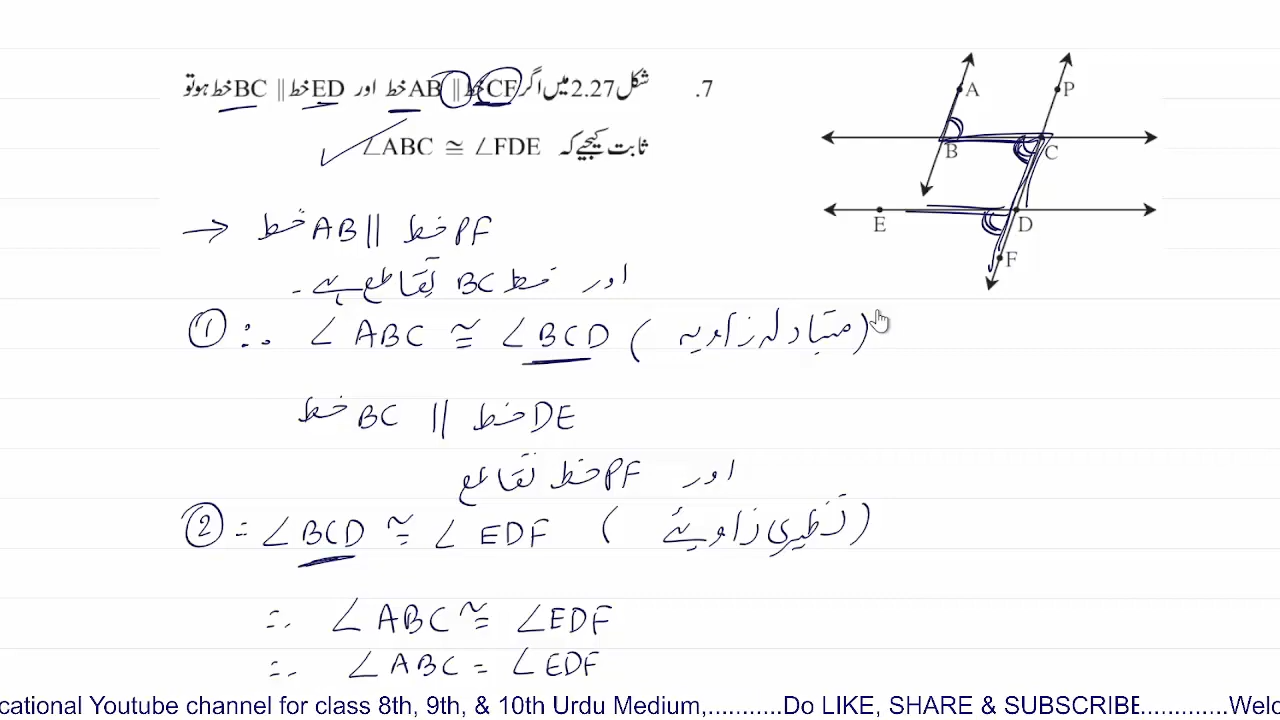 7. شکل 2.27 میں اگر CF خط || AB خط اور ED خط || BC خط ہو تو
ثابت کیجیے کہ ∠ABC ≅ ∠FDE
A
P
B
C
E
D
F
→ خط AB || خط PF
اور خط BC تقاطع ہے۔
① ∴ ∠ABC ≅ ∠BCD (متبادلہ زاویہ)
خط BC || خط DE
اور خط PF تقاطع
② = ∠BCD ≅ ∠EDF (نظیری زاویئے)
∴ ∠ABC ≅ ∠EDF
∴ ∠ABC = ∠EDF
cational Youtube channel for class 8th, 9th, & 10th Urdu Medium,...........Do LIKE, SHARE & SUBSCRIBE.............Welc